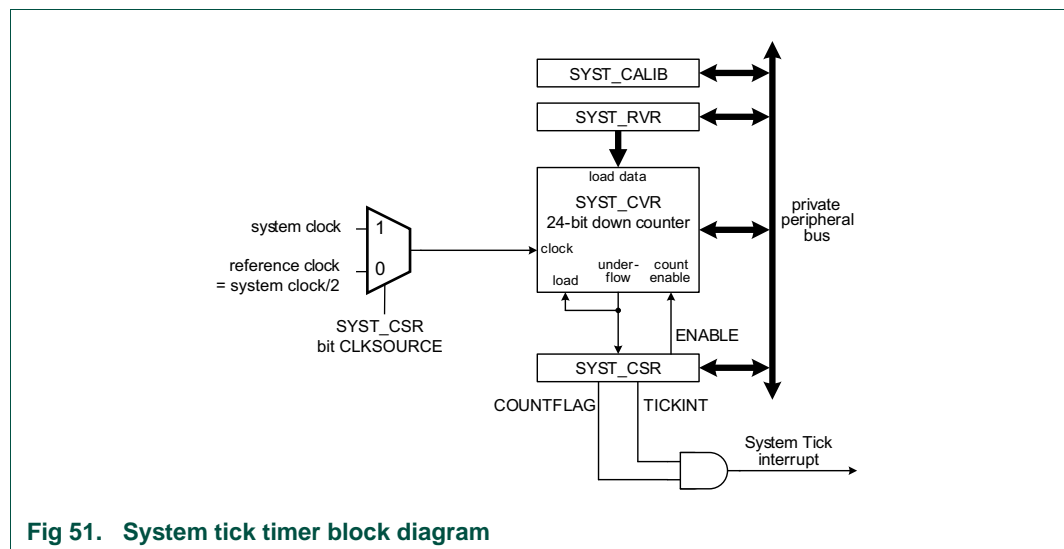 SYST_CALIB
SYST_RVR
load data
SYST_CVR
24-bit down counter
private
peripheral
bus
system clock
1
clock
reference clock
= system clock/2
0
under-
flow
count
enable
load
SYST_CSR
bit CLKSOURCE
ENABLE
SYST_CSR
COUNTFLAG
TICKINT
System Tick
interrupt
Fig 51. System tick timer block diagram